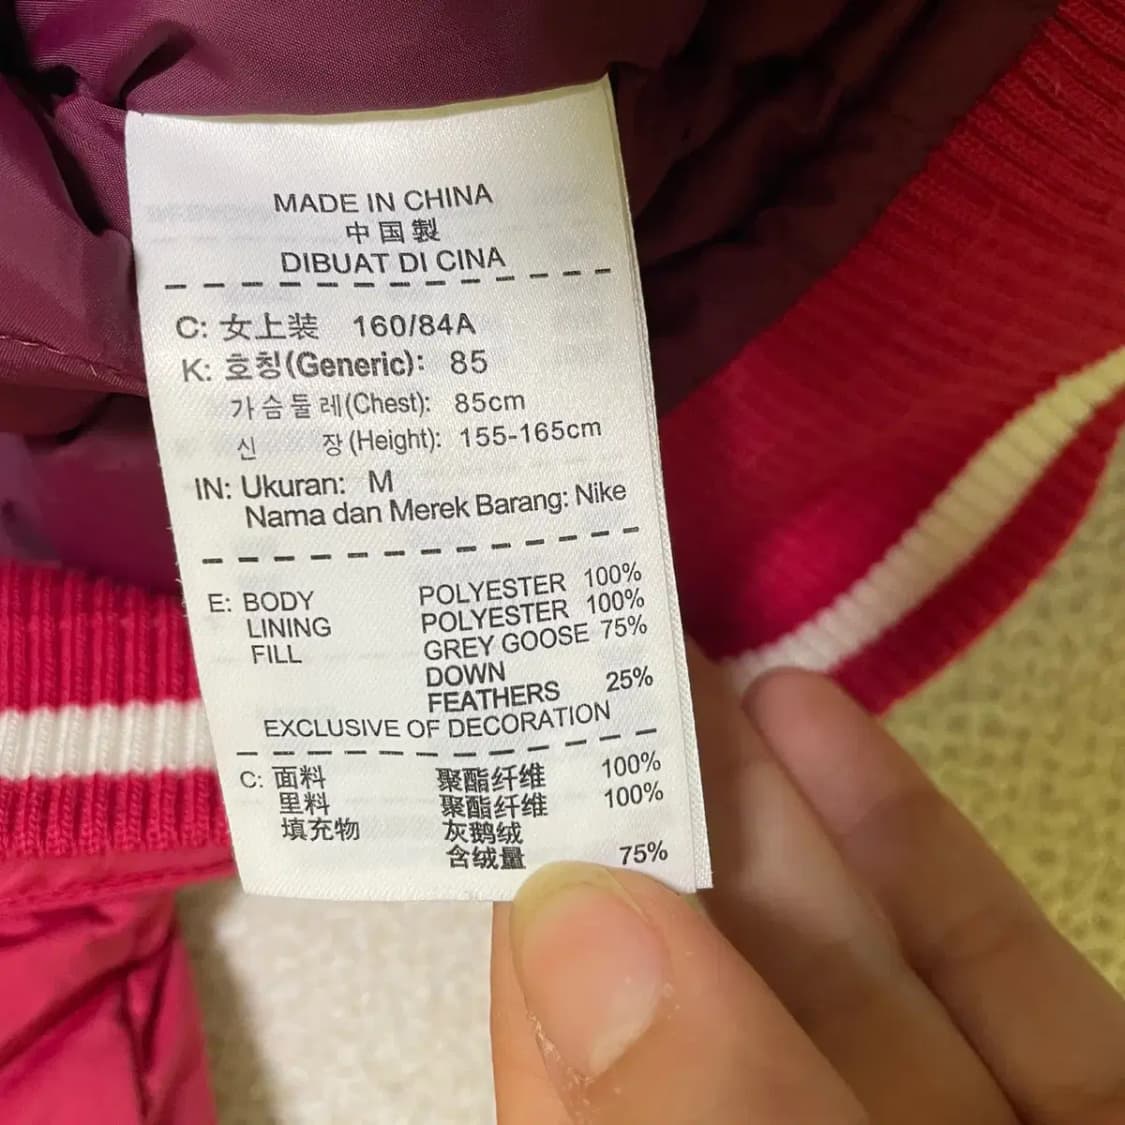 MADE IN CHINA
中国製
DIBUAT DI CINA
C: 女上装 160/84A
K: 호칭(Generic): 85
가슴둘레(Chest): 85cm
신 장(Height): 155-165cm
IN: Ukuran: M
Nama dan Merek Barang: Nike
E: BODY POLYESTER 100%
LINING POLYESTER 100%
FILL GREY GOOSE 75%
DOWN
FEATHERS 25%
EXCLUSIVE OF DECORATION
C: 面料 聚酯纤维 100%
里料 聚酯纤维 100%
填充物 灰鹅绒
含绒量 75%